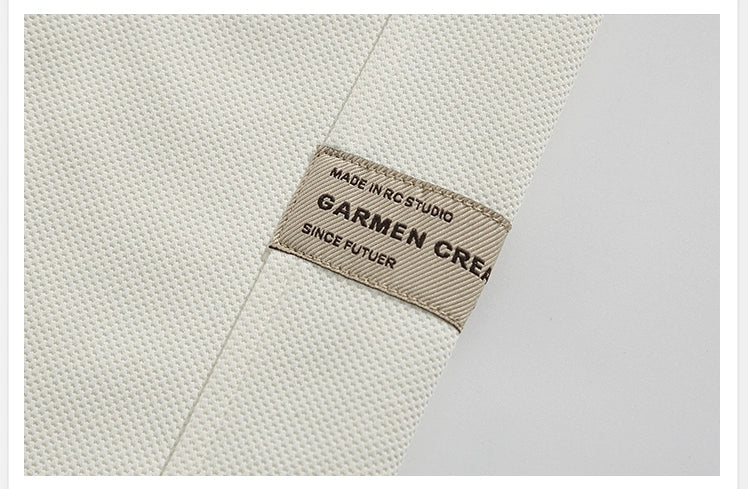 MADE IN RC STUDIO
GARMEN CREA
SINCE FUTUER